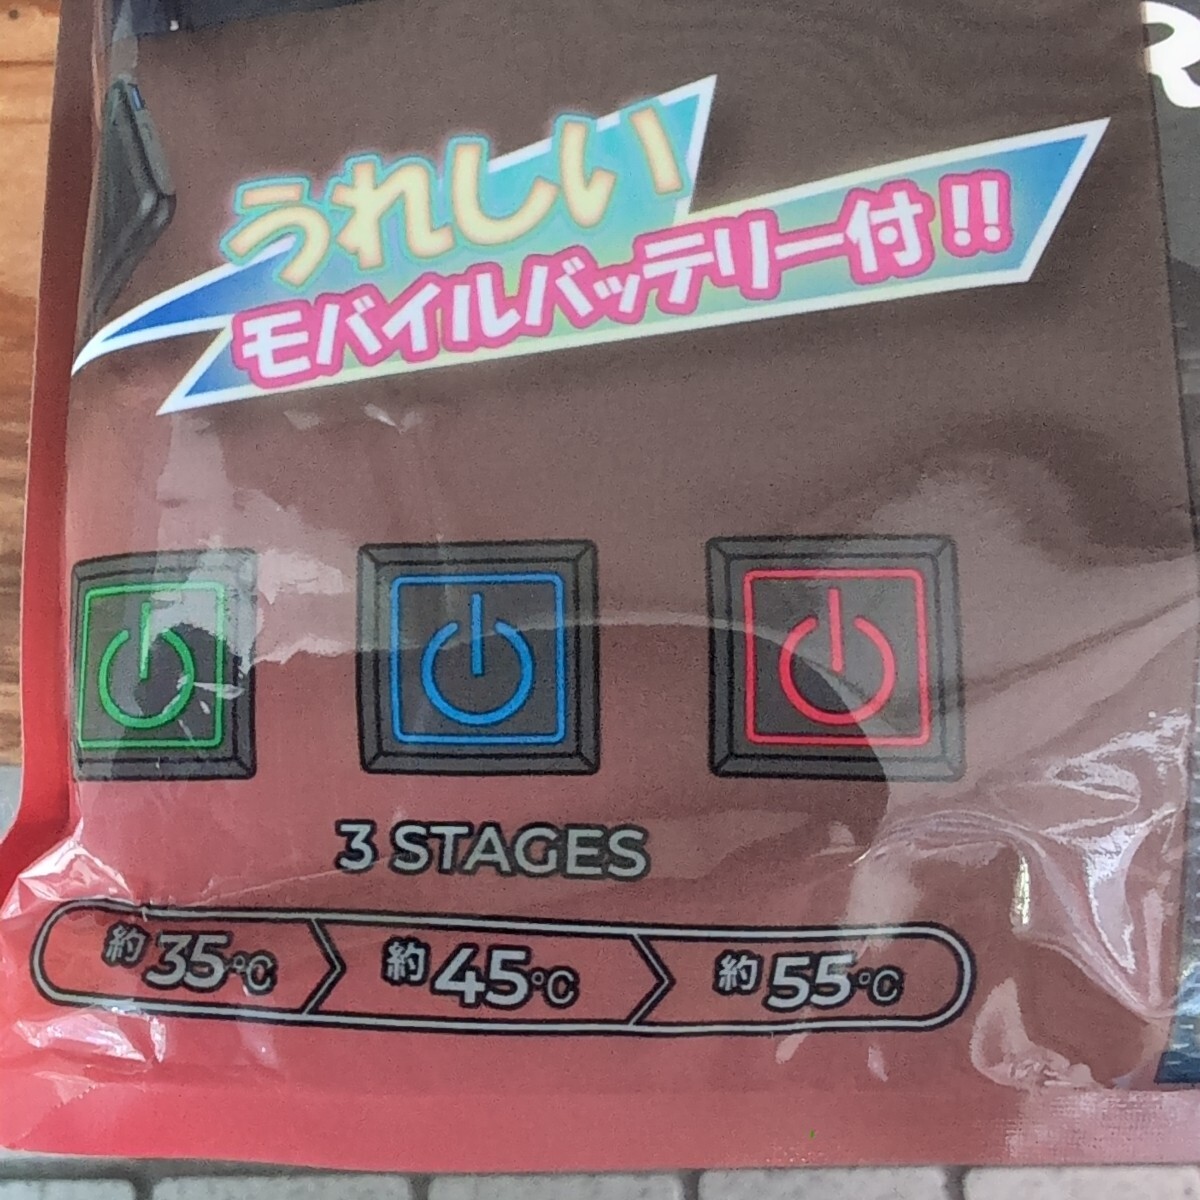 うれしい
モバイルバッテリー付!!
3 STAGES
約35℃ 約45℃ 約55℃